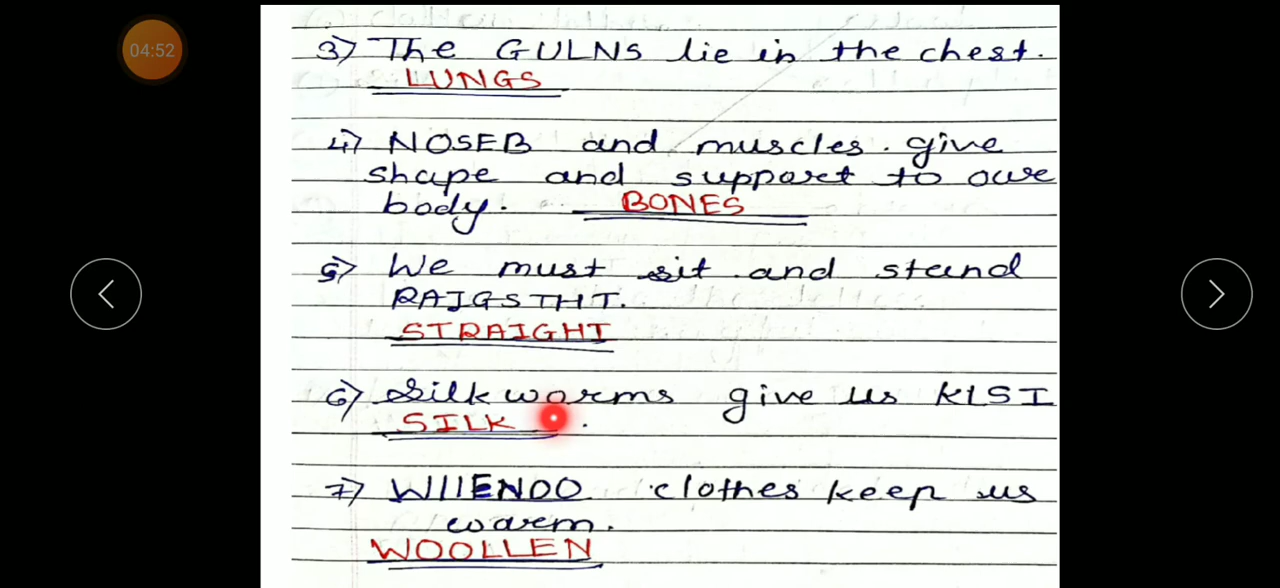 04:52
3) The GULNS lie in the chest.
LUNGS
4) NOSEB and muscles give
shape and support to our
body.
BONES
5) We must sit and stand
RAIGSTHT.
STRAIGHT
6) Silkworms give us KLSI
SILK.
7) WIIENOO clothes keep us
warm.
WOOLLEN